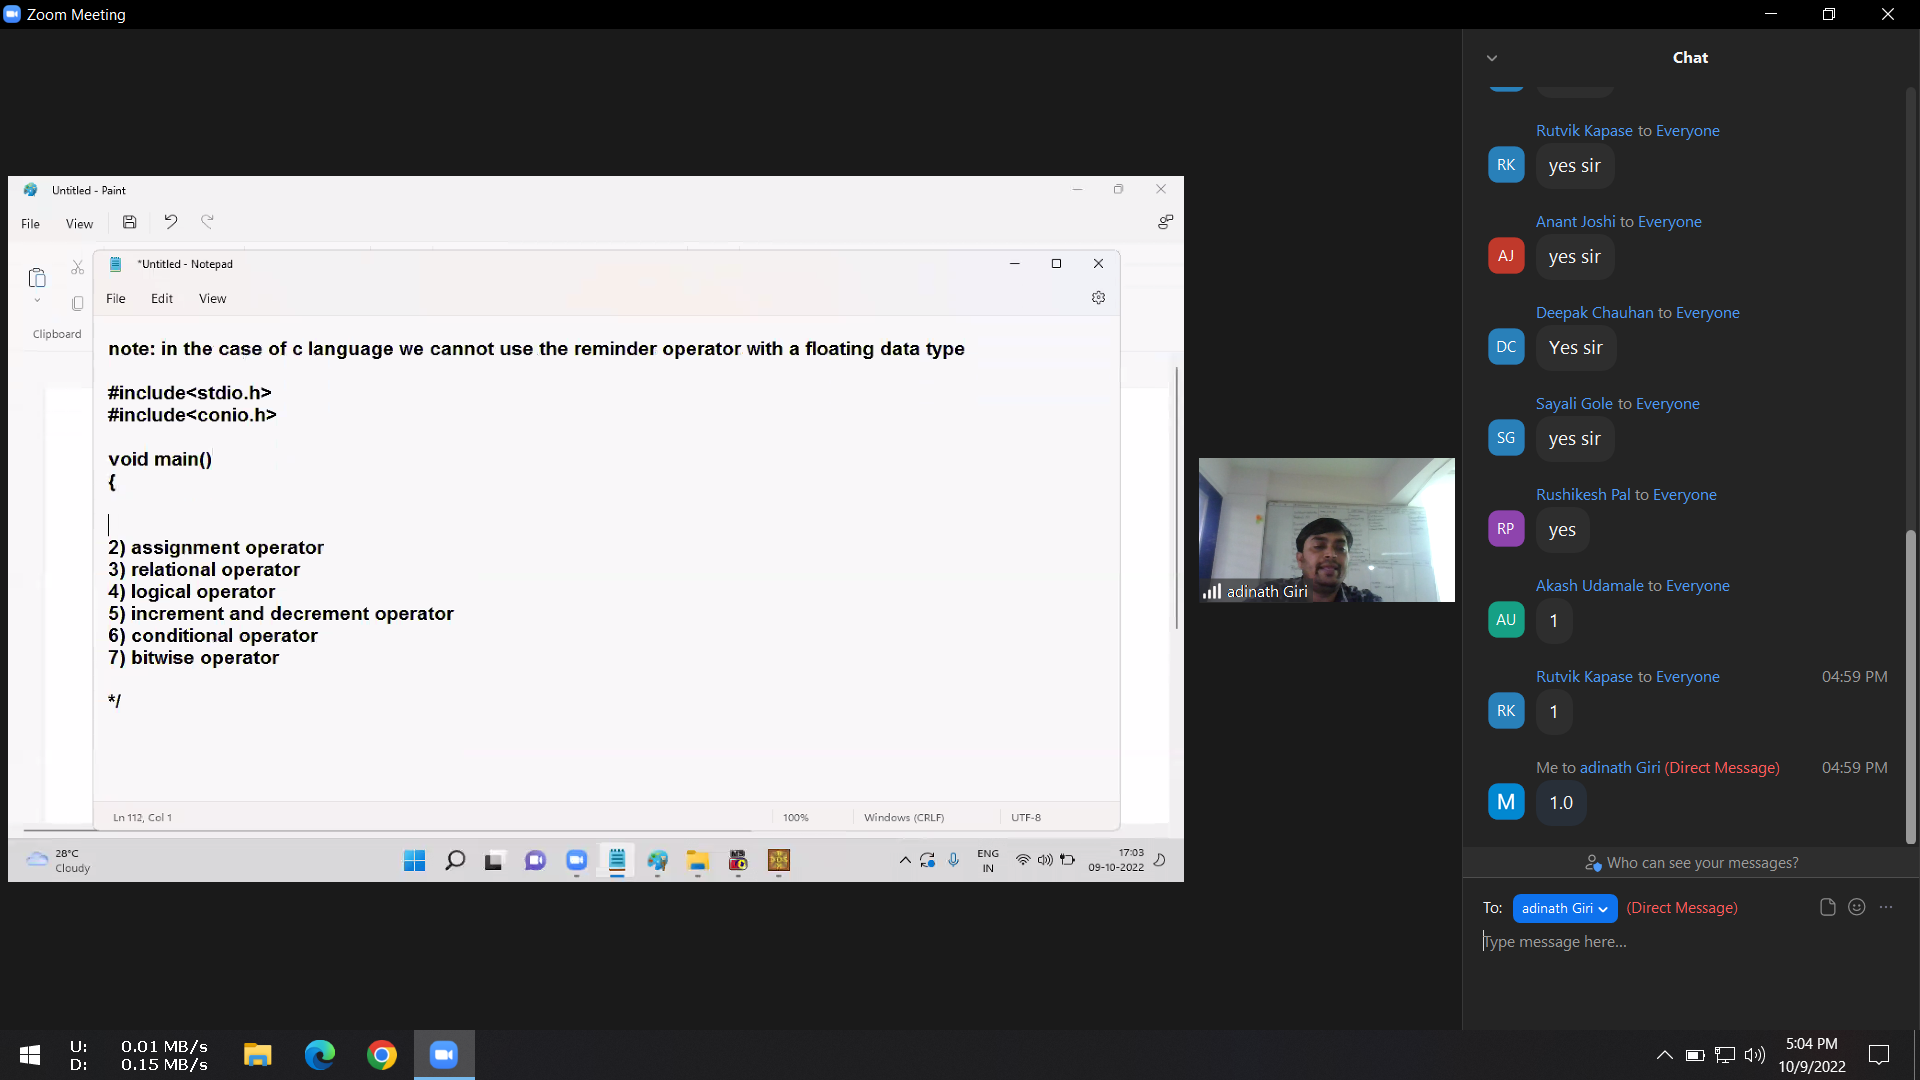 Zoom Meeting
Untitled - Paint
File
View
Clipboard
*Untitled - Notepad
File
Edit
View
note: in the case of c language we cannot use the reminder operator with a floating data type
#include<stdio.h>
#include<conio.h>
void main()
{
2) assignment operator
3) relational operator
4) logical operator
5) increment and decrement operator
6) conditional operator
7) bitwise operator
*/
Ln 112, Col 1
100%
Windows (CRLF)
UTF-8
28°C
Cloudy
ENG
IN
17:03
09-10-2022
adinath Giri
Chat
Rutvik Kapase to Everyone
RK
yes sir
Anant Joshi to Everyone
AJ
yes sir
Deepak Chauhan to Everyone
DC
Yes sir
Sayali Gole to Everyone
SG
yes sir
Rushikesh Pal to Everyone
RP
yes
Akash Udamale to Everyone
AU
1
Rutvik Kapase to Everyone 04:59 PM
RK
1
Me to adinath Giri (Direct Message) 04:59 PM
M
1.0
Who can see your messages?
To: adinath Giri (Direct Message)
Type message here...
U: 0.01 MB/s
D: 0.15 MB/s
5:04 PM
10/9/2022